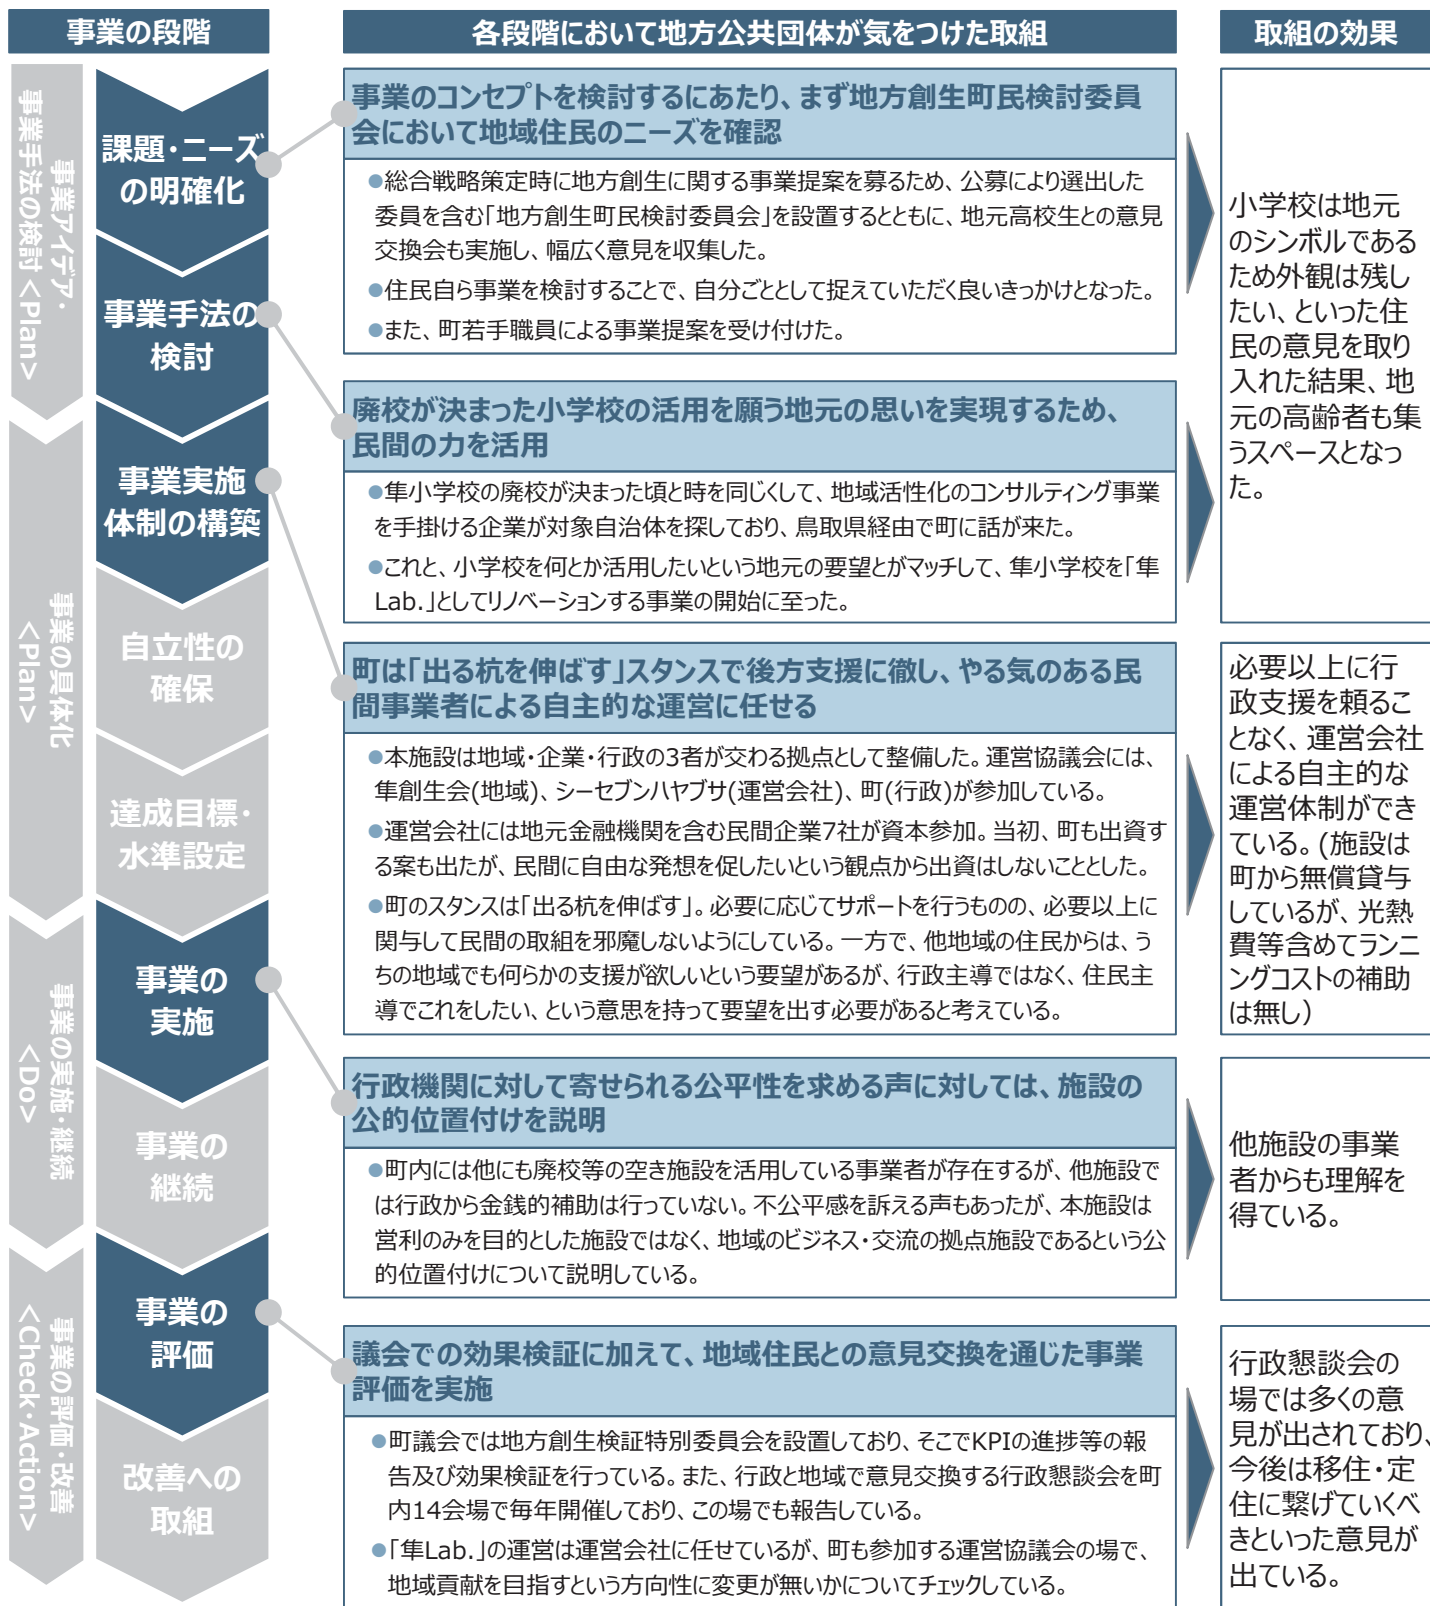 事業の段階
各段階において地方公共団体が気をつけた取組
取組の効果
事業アイデア・
事業手法の検討 <Plan>
事業の具体化
<Plan>
事業の実施・継続
<Do>
事業の評価・改善
<Check・Action>
課題・ニーズ
の明確化
事業手法の
検討
事業実施
体制の構築
自立性の
確保
達成目標・
水準設定
事業の
実施
事業の
継続
事業の
評価
改善への
取組
事業のコンセプトを検討するにあたり、まず地方創生町民検討委員
会において地域住民のニーズを確認
●総合戦略策定時に地方創生に関する事業提案を募るため、公募により選出した
委員を含む「地方創生町民検討委員会」を設置するとともに、地元高校生との意見
交換会も実施し、幅広く意見を収集した。
●住民自ら事業を検討することで、自分ごととして捉えていただく良いきっかけとなった。
●また、町若手職員による事業提案を受け付けた。
廃校が決まった小学校の活用を願う地元の思いを実現するため、
民間の力を活用
●隼小学校の廃校が決まった頃と時を同じくして、地域活性化のコンサルティング事業
を手掛ける企業が対象自治体を探しており、鳥取県経由で町に話が来た。
●これと、小学校を何とか活用したいという地元の要望とがマッチして、隼小学校を「隼
Lab.」としてリノベーションする事業の開始に至った。
小学校は地元
のシンボルである
ため外観は残し
たい、といった住
民の意見を取り
入れた結果、地
元の高齢者も集
うスペースとなっ
た。
町は「出る杭を伸ばす」スタンスで後方支援に徹し、やる気のある民
間事業者による自主的な運営に任せる
●本施設は地域・企業・行政の3者が交わる拠点として整備した。運営協議会には、
隼創生会(地域)、シーセブンハヤブサ(運営会社)、町(行政)が参加している。
●運営会社には地元金融機関を含む民間企業7社が資本参加。当初、町も出資す
る案も出たが、民間に自由な発想を促したいという観点から出資はしないこととした。
●町のスタンスは「出る杭を伸ばす」。必要に応じてサポートを行うものの、必要以上に
関与して民間の取組を邪魔しないようにしている。一方で、他地域の住民からは、う
ちの地域でも何らかの支援が欲しいという要望があるが、行政主導ではなく、住民主
導でこれをしたい、という意思を持って要望を出す必要があると考えている。
必要以上に行
政支援を頼るこ
となく、運営会社
による自主的な
運営体制ができ
ている。(施設は
町から無償貸与
しているが、光熱
費等含めてランニ
ングコストの補助
は無し)
行政機関に対して寄せられる公平性を求める声に対しては、施設の
公的位置付けを説明
●町内には他にも廃校等の空き施設を活用している事業者が存在するが、他施設で
は行政から金銭的補助は行っていない。不公平感を訴える声もあったが、本施設は
営利のみを目的とした施設ではなく、地域のビジネス・交流の拠点施設であるという公
的位置付けについて説明している。
他施設の事業
者からも理解を
得ている。
議会での効果検証に加えて、地域住民との意見交換を通じた事業
評価を実施
●町議会では地方創生検証特別委員会を設置しており、そこでKPIの進捗等の報
告及び効果検証を行っている。また、行政と地域で意見交換する行政懇談会を町
内14会場で毎年開催しており、この場でも報告している。
●「隼Lab.」の運営は運営会社に任せているが、町も参加する運営協議会の場で、
地域貢献を目指すという方向性に変更が無いかについてチェックしている。
行政懇談会の
場では多くの意
見が出されており、
今後は移住・定
住に繋げていくべ
きといった意見が
出ている。